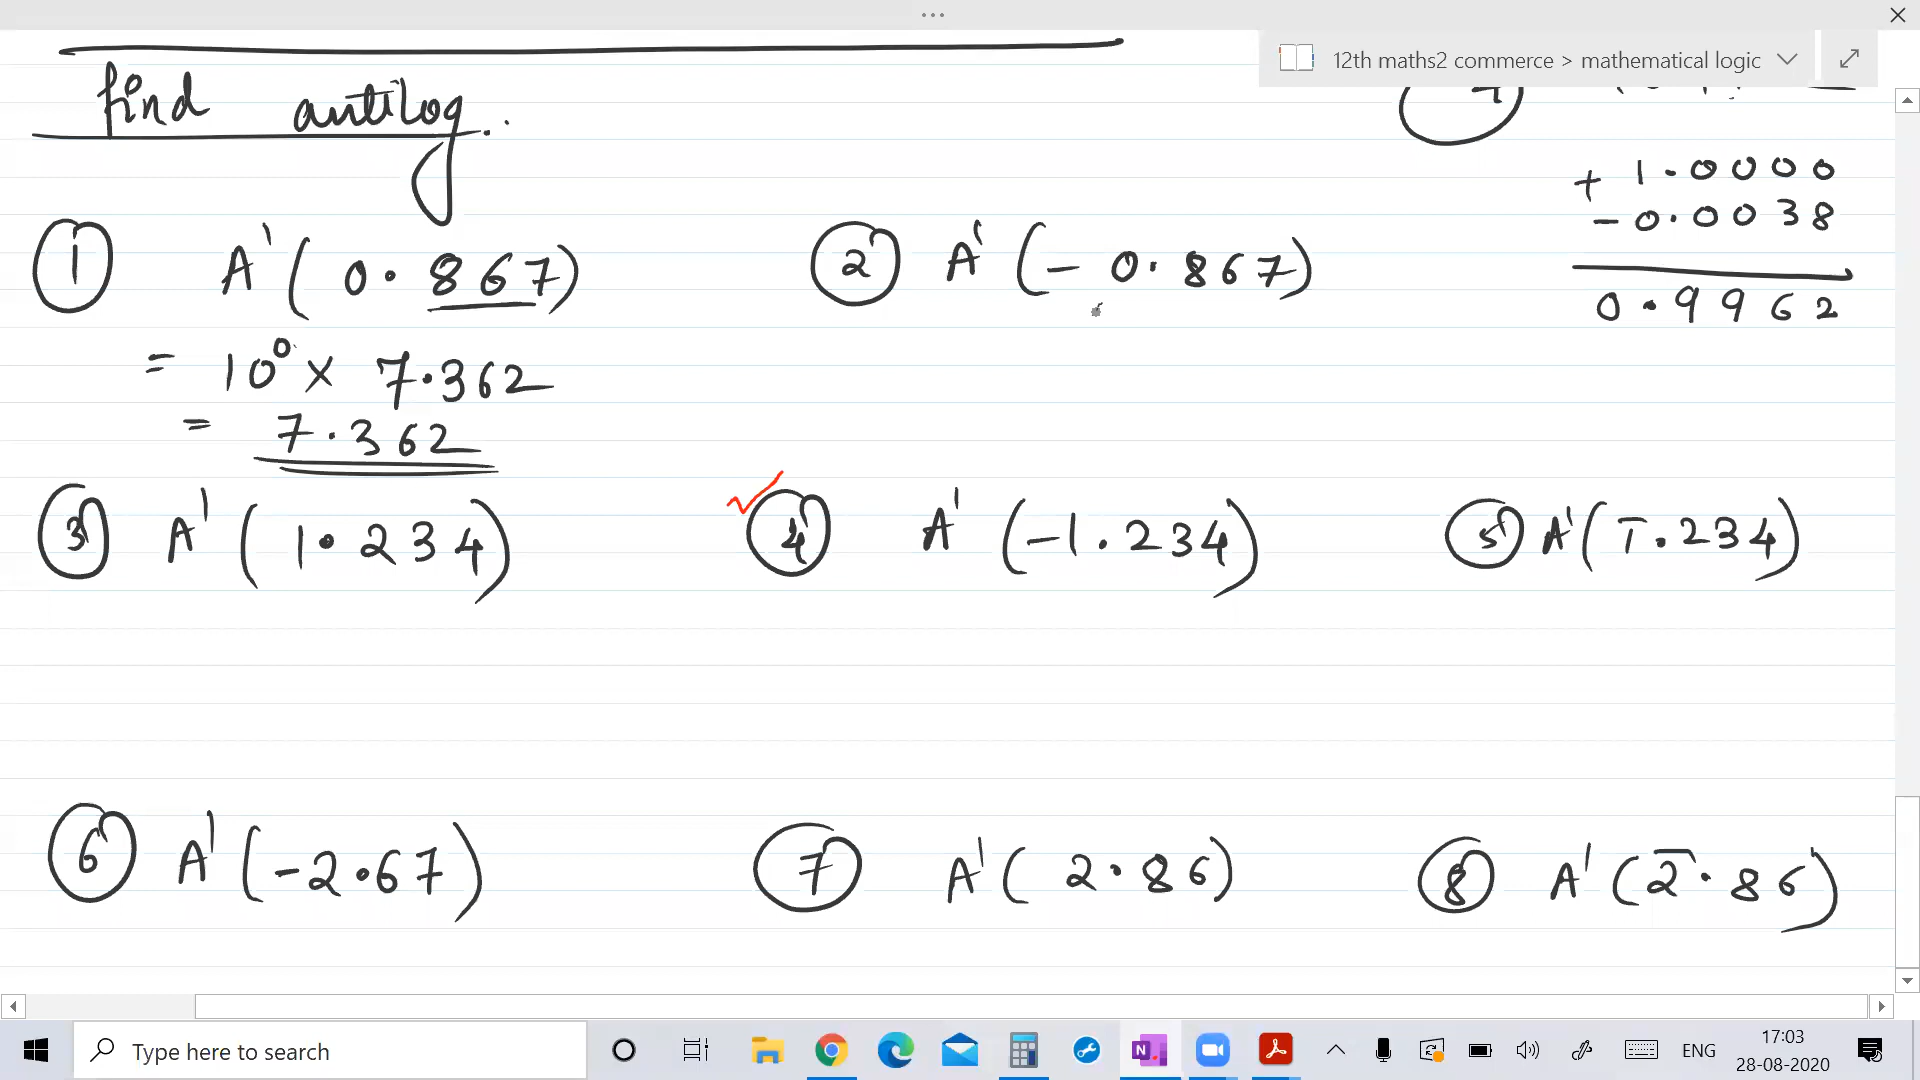 12th maths2 commerce > mathematical logic
find antilog..
+ 1.0000
- 0.0038
0.9962
① A' ( 0.867)
② A' (- 0.867)
= 10⁰ × 7.362
= 7.362
③ A' ( 1.234)
✓④ A' (-1.234)
⑤ A' (1̅.234)
⑥ A' (-2.67)
⑦ A' ( 2.86)
⑧ A' (2̅.86)
Type here to search
ENG
17:03
28-08-2020